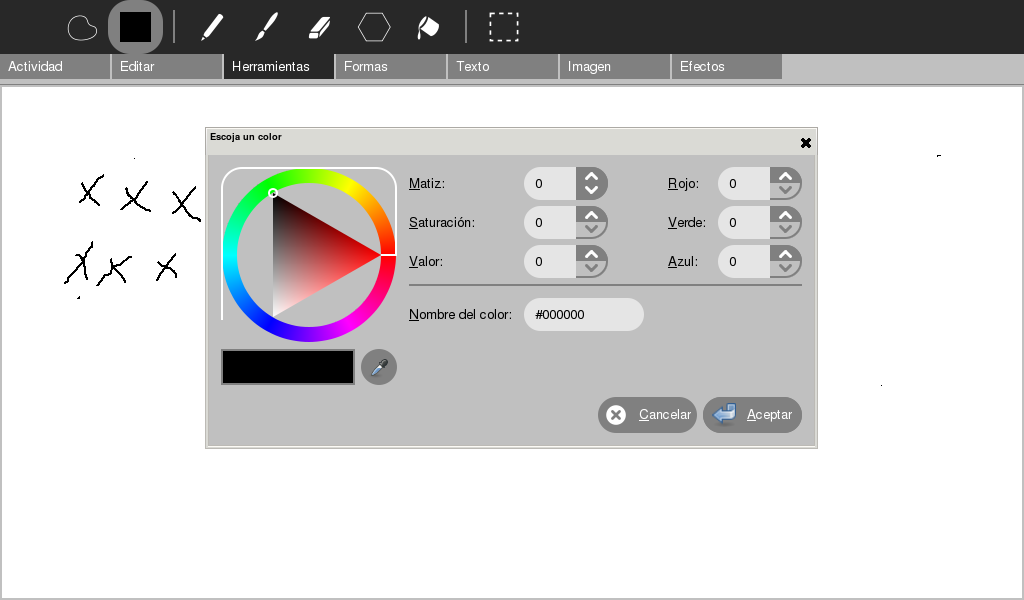 Actividad Editar Herramientas Formas Texto Imagen Efectos
Escoja un color
Matiz: 0 Rojo: 0
Saturación: 0 Verde: 0
Valor: 0 Azul: 0
Nombre del color: #000000
Cancelar Aceptar
x x x
x x x